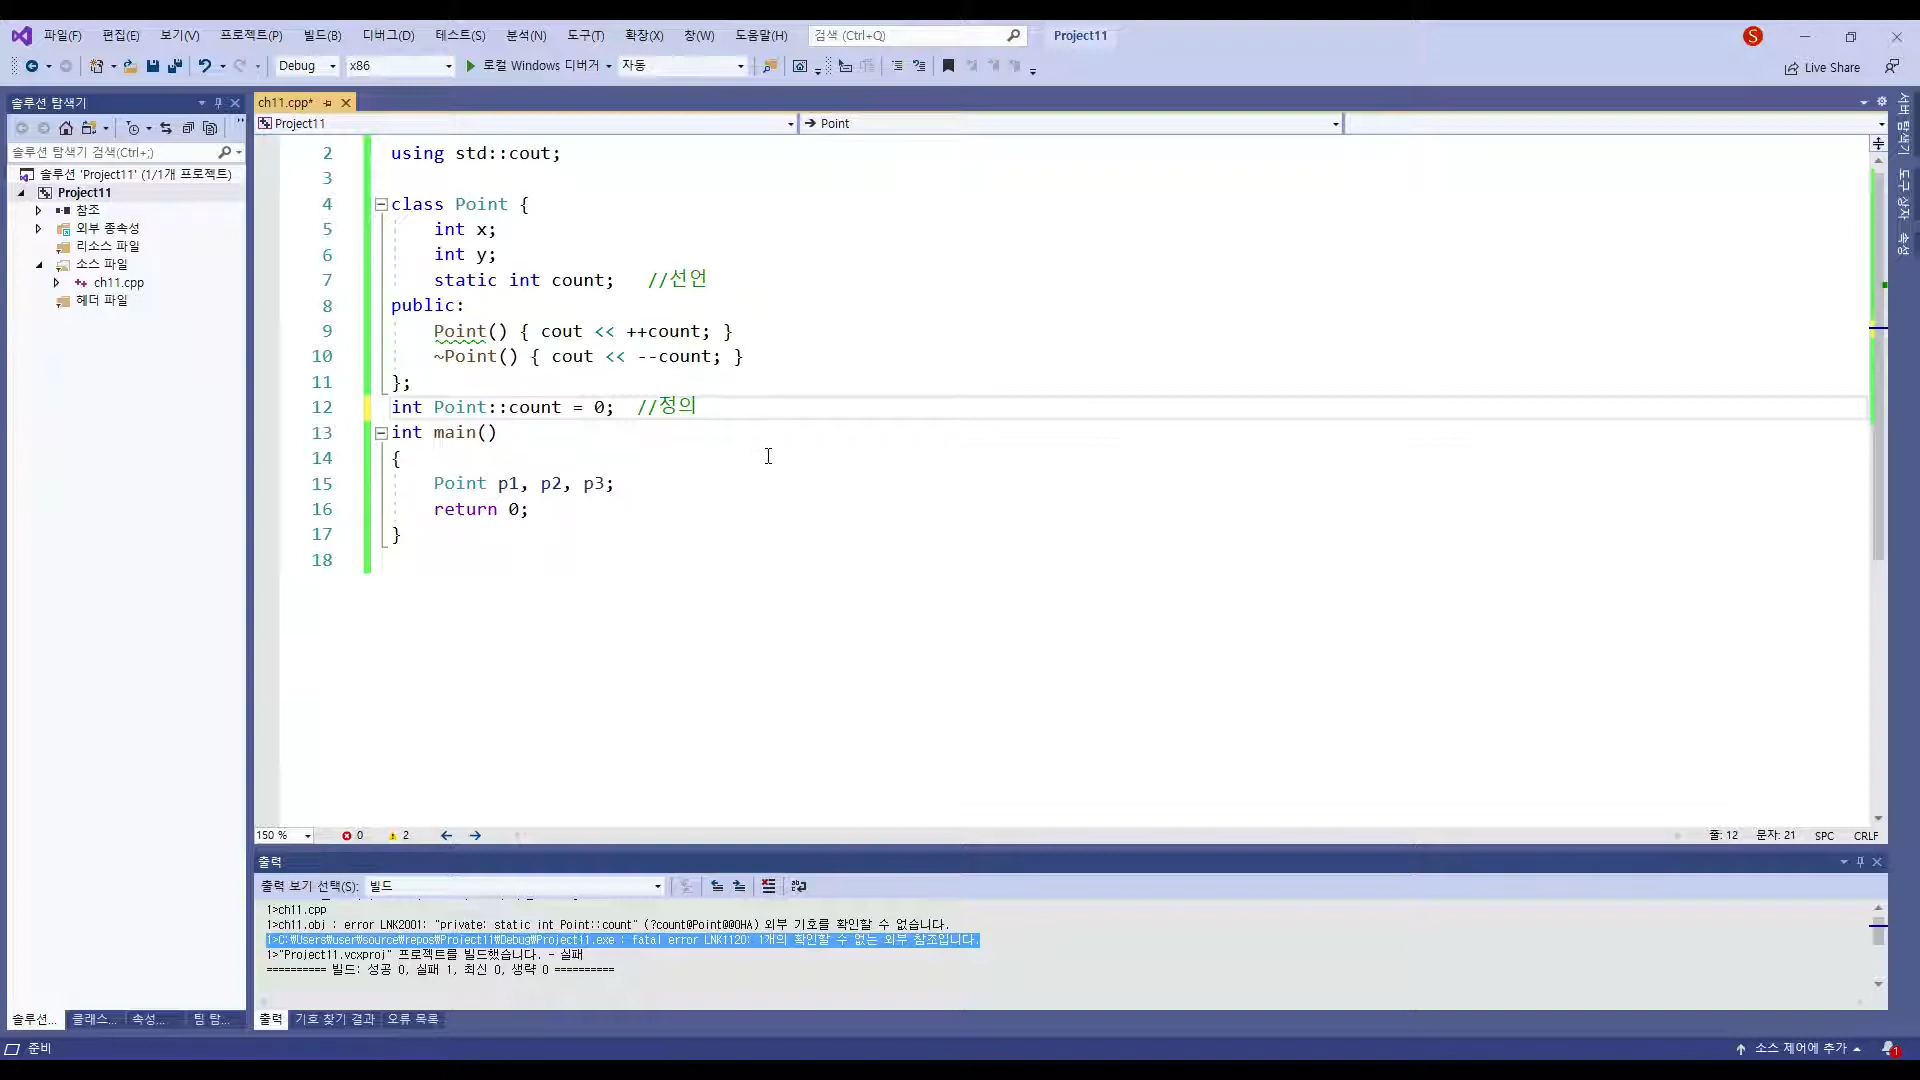 파일(F) 편집(E) 보기(V) 프로젝트(P) 빌드(B) 디버그(D) 테스트(S) 분석(N) 도구(T) 확장(X) 창(W) 도움말(H) 검색 (Ctrl+Q) Project11 S
Debug x86 로컬 Windows 디버거 자동 Live Share
솔루션 탐색기
솔루션 탐색기 검색(Ctrl+;)
솔루션 'Project11' (1/1개 프로젝트)
Project11
참조
외부 종속성
리소스 파일
소스 파일
ch11.cpp
헤더 파일
ch11.cpp*
Project11 Point
2 using std::cout;
3
4 class Point {
5 int x;
6 int y;
7 static int count; //선언
8 public:
9 Point() { cout << ++count; }
10 ~Point() { cout << --count; }
11 };
12 int Point::count = 0; //정의
13 int main()
14 {
15 Point p1, p2, p3;
16 return 0;
17 }
18
서버 탐색기 도구 상자 속성
150 % 0 2 줄: 12 문자: 21 SPC CRLF
출력
출력 보기 선택(S): 빌드
1>ch11.cpp
1>ch11.obj : error LNK2001: "private: static int Point::count" (?count@Point@@0HA) 외부 기호를 확인할 수 없습니다.
1>C:₩Users₩user₩source₩repos₩Project11₩Debug₩Project11.exe : fatal error LNK1120: 1개의 확인할 수 없는 외부 참조입니다.
1>"Project11.vcxproj" 프로젝트를 빌드했습니다. - 실패
========== 빌드: 성공 0, 실패 1, 최신 0, 생략 0 ==========
솔루션... 클래스... 속성... 팀 탐... 출력 기호 찾기 결과 오류 목록
준비 소스 제어에 추가 1